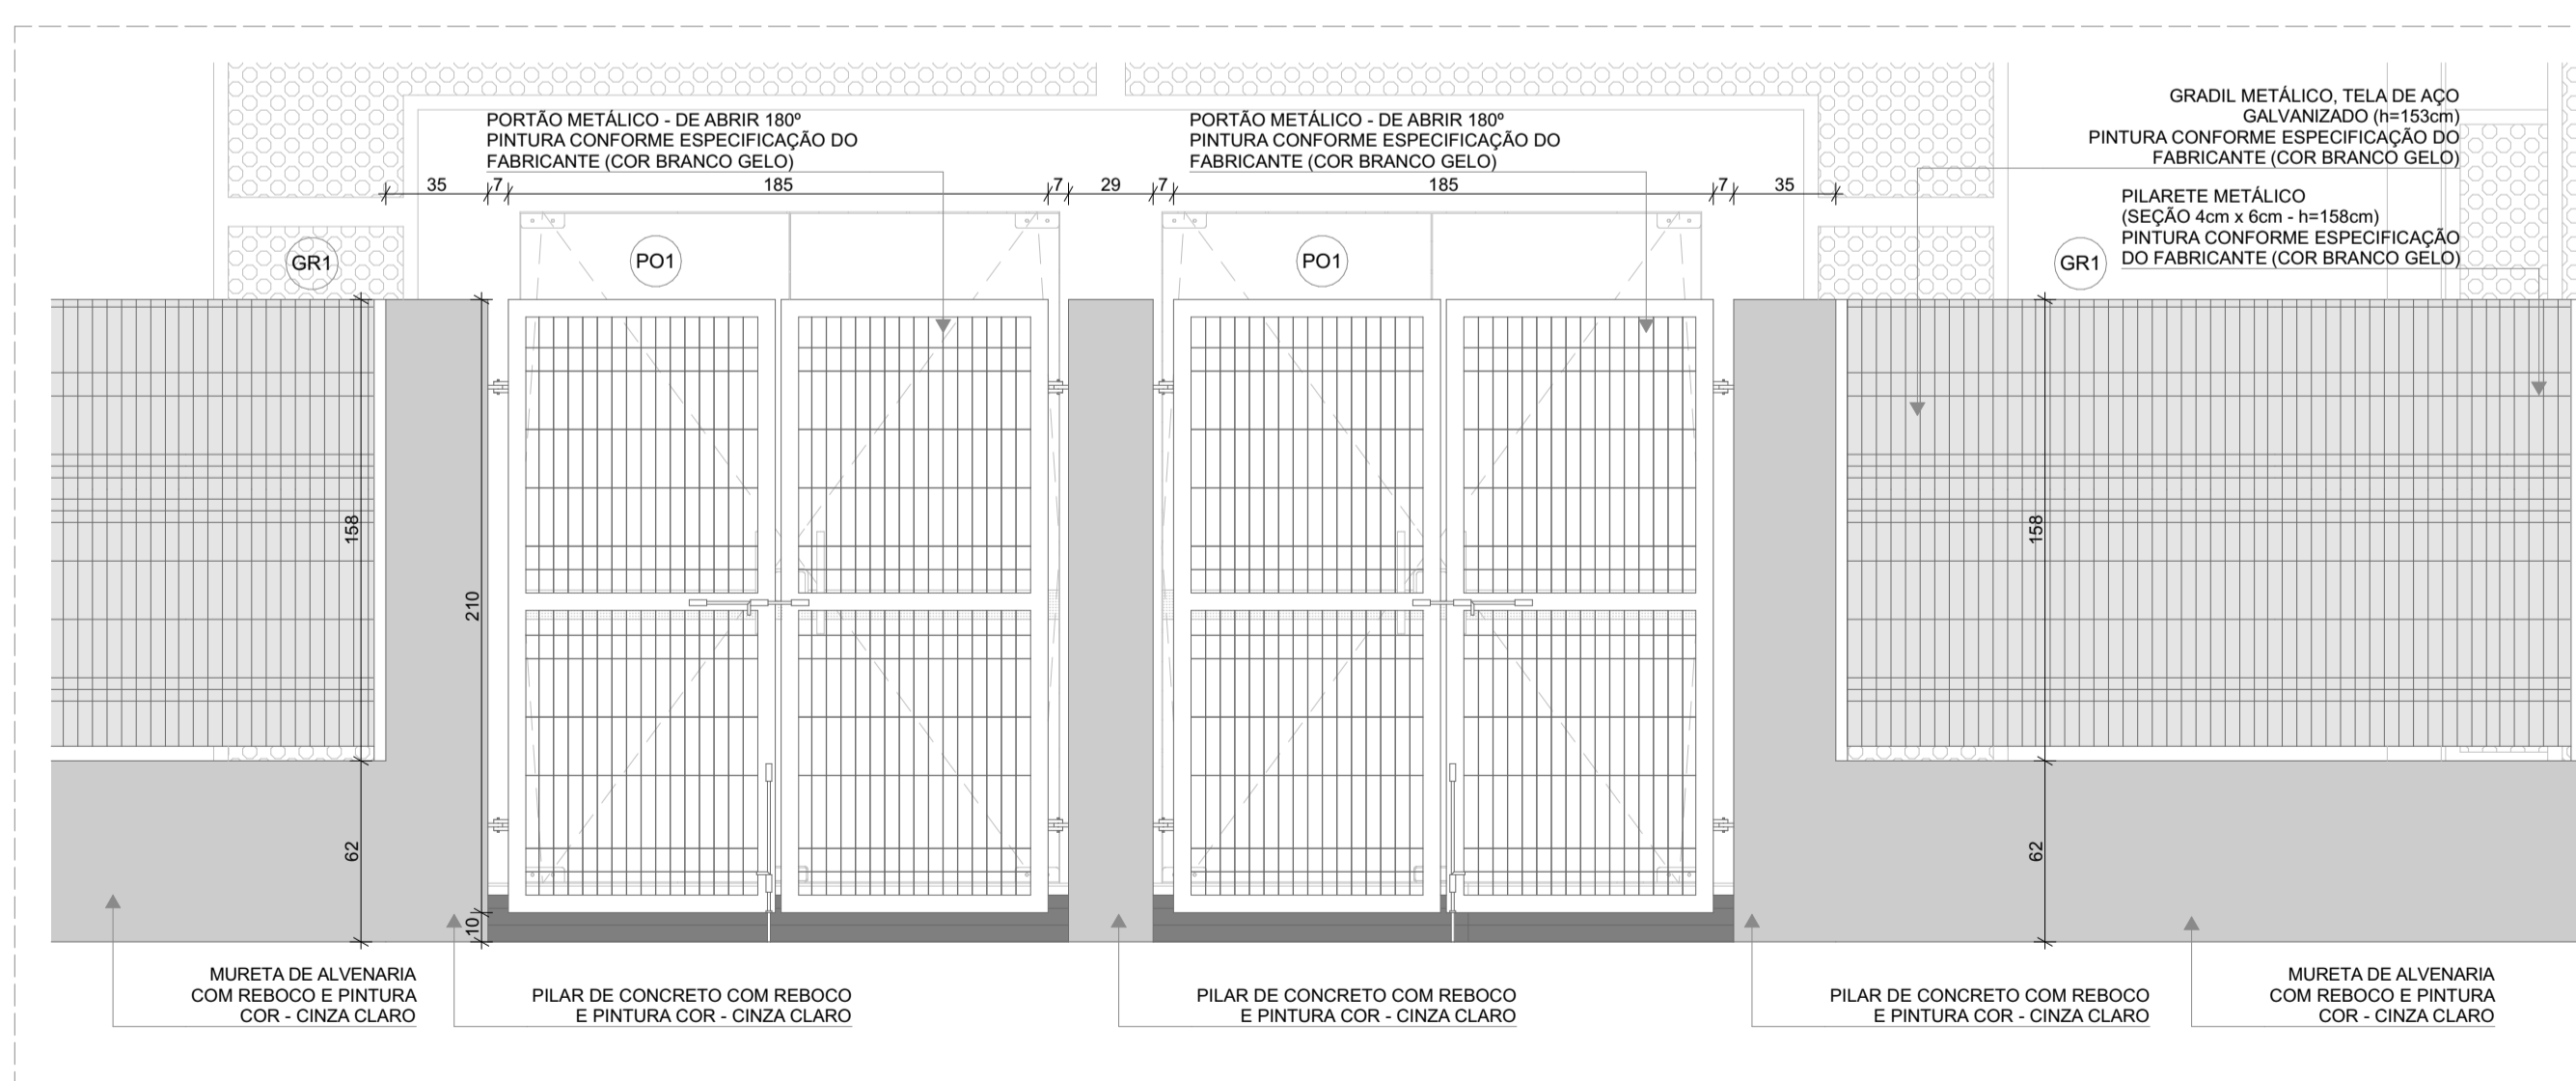 PORTÃO METÁLICO - DE ABRIR 180º
PINTURA CONFORME ESPECIFICAÇÃO DO
FABRICANTE (COR BRANCO GELO)
PORTÃO METÁLICO - DE ABRIR 180º
PINTURA CONFORME ESPECIFICAÇÃO DO
FABRICANTE (COR BRANCO GELO)
GRADIL METÁLICO, TELA DE AÇO
GALVANIZADO (h=153cm)
PINTURA CONFORME ESPECIFICAÇÃO DO
FABRICANTE (COR BRANCO GELO)
35 7 185 7 29 7 185 7 35
PILARETE METÁLICO
(SEÇÃO 4cm x 6cm - h=158cm)
PINTURA CONFORME ESPECIFICAÇÃO
DO FABRICANTE (COR BRANCO GELO)
GR1
PO1
PO1
GR1
158
210
158
62
10
62
MURETA DE ALVENARIA
COM REBOCO E PINTURA
COR - CINZA CLARO
PILAR DE CONCRETO COM REBOCO
E PINTURA COR - CINZA CLARO
PILAR DE CONCRETO COM REBOCO
E PINTURA COR - CINZA CLARO
PILAR DE CONCRETO COM REBOCO
E PINTURA COR - CINZA CLARO
MURETA DE ALVENARIA
COM REBOCO E PINTURA
COR - CINZA CLARO